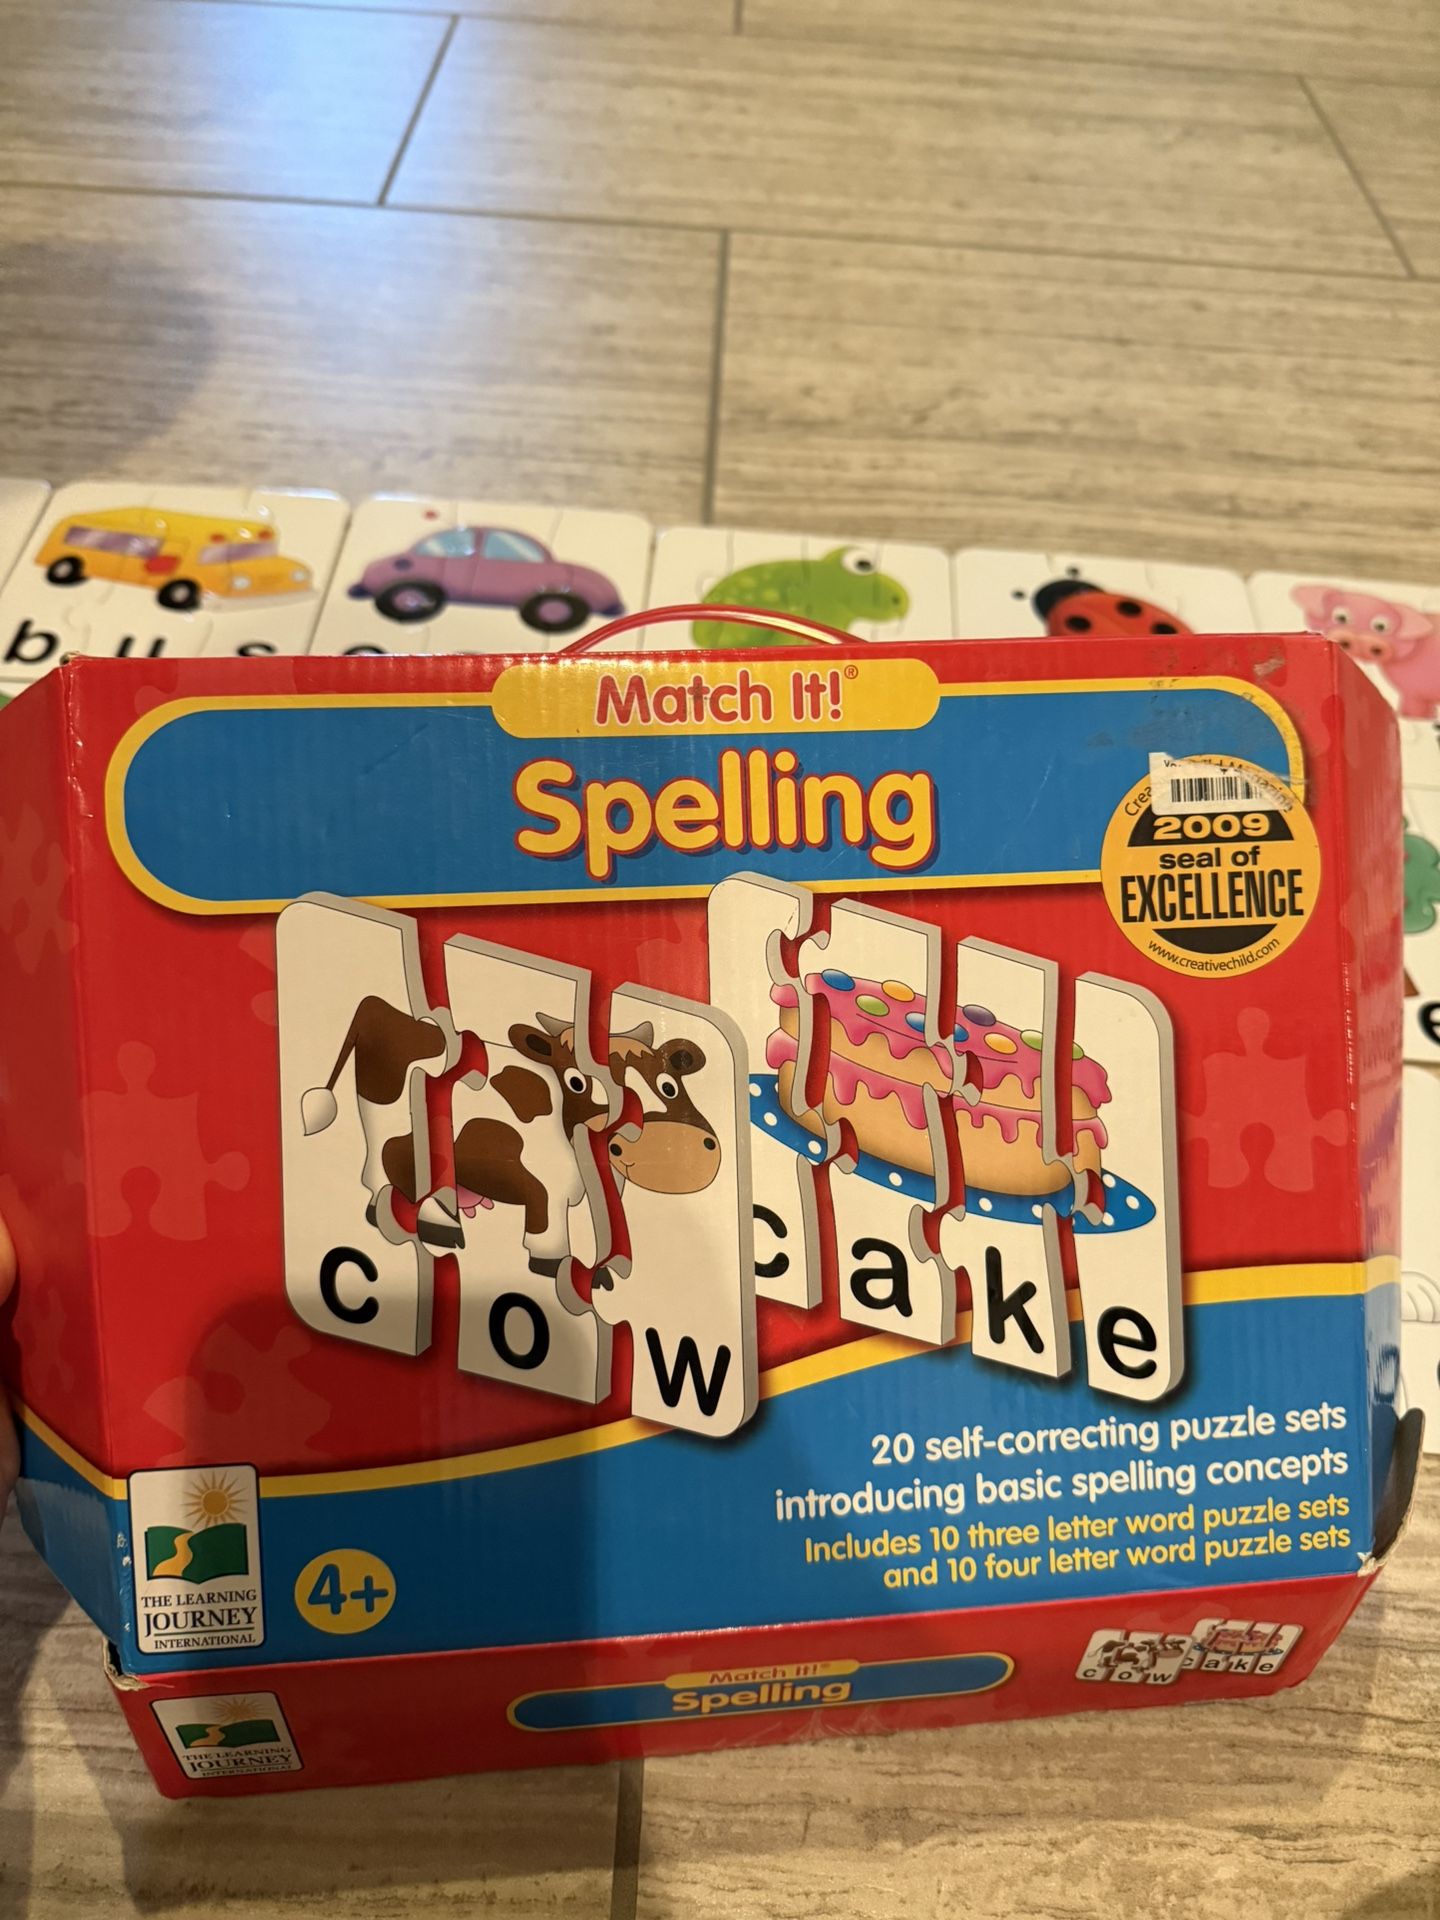 b u s
Match It!®
Spelling
2009
seal of
EXCELLENCE
www.creativechild.com
c o w
c a k e
e
20 self-correcting puzzle sets
introducing basic spelling concepts
Includes 10 three letter word puzzle sets
and 10 four letter word puzzle sets
THE LEARNING
JOURNEY
INTERNATIONAL
4+
Match It!®
Spelling
c o w
c a k e
THE LEARNING
JOURNEY
INTERNATIONAL